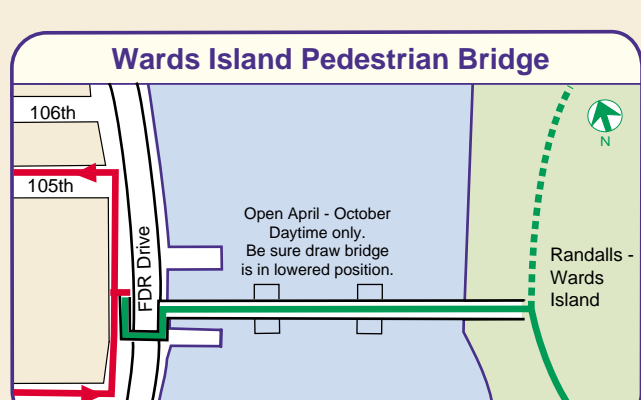 Wards Island Pedestrian Bridge
106th
105th
FDR Drive
Open April - October
Daytime only.
Be sure draw bridge
is in lowered position.
N
Randalls -
Wards
Island